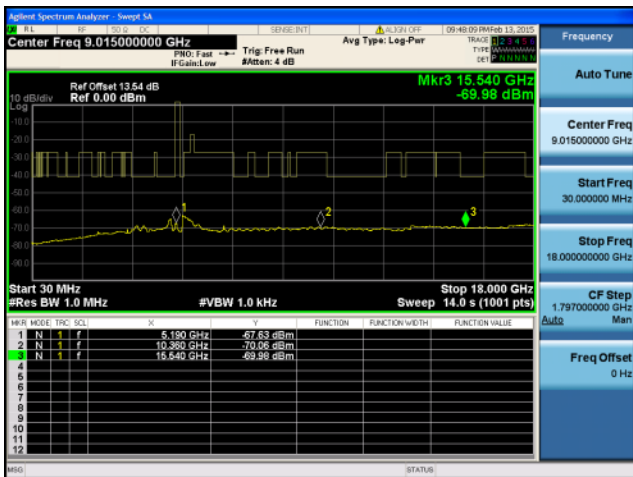 Agilent Spectrum Analyzer - Swept SA
RL RF 50 Ω DC SENSE:INT ALIGN OFF 09:48:09 PM Feb 13, 2015
Center Freq 9.015000000 GHz
PNO: Fast
IFGain:Low
Trig: Free Run
#Atten: 4 dB
Avg Type: Log-Pwr
TRACE 1 2 3 4 5 6
TYPE
DET P N N N N N
Ref Offset 13.54 dB
Ref 0.00 dBm
10 dB/div
Log
Mkr3 15.540 GHz
-69.98 dBm
-10.0
-20.0
-30.0
-40.0
-50.0
-60.0
-70.0
-80.0
-90.0
1
2
3
Start 30 MHz
Stop 18.000 GHz
#Res BW 1.0 MHz
#VBW 1.0 kHz
Sweep 14.0 s (1001 pts)
MKR MODE TRC SCL X Y FUNCTION FUNCTION WIDTH FUNCTION VALUE
1 N 1 f 5.190 GHz -67.63 dBm
2 N 1 f 10.360 GHz -70.06 dBm
3 N 1 f 15.540 GHz -69.98 dBm
4
5
6
7
8
9
10
11
12
MSG
STATUS
Frequency
Auto Tune
Center Freq
9.015000000 GHz
Start Freq
30.000000 MHz
Stop Freq
18.000000000 GHz
CF Step
1.797000000 GHz
Auto Man
Freq Offset
0 Hz